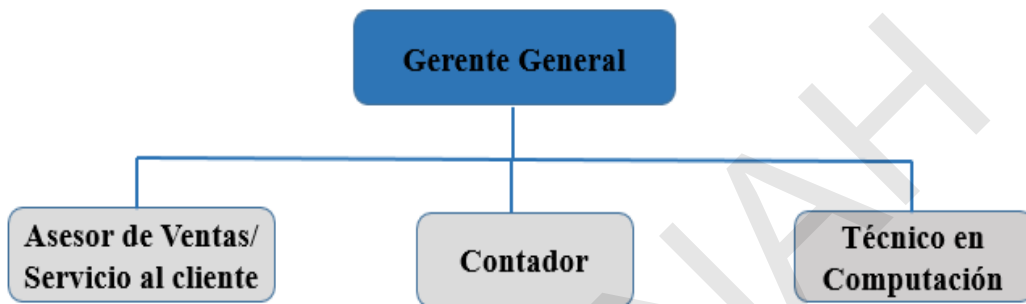 Gerente General
Asesor de Ventas/
Servicio al cliente
Contador
Técnico en
Computación